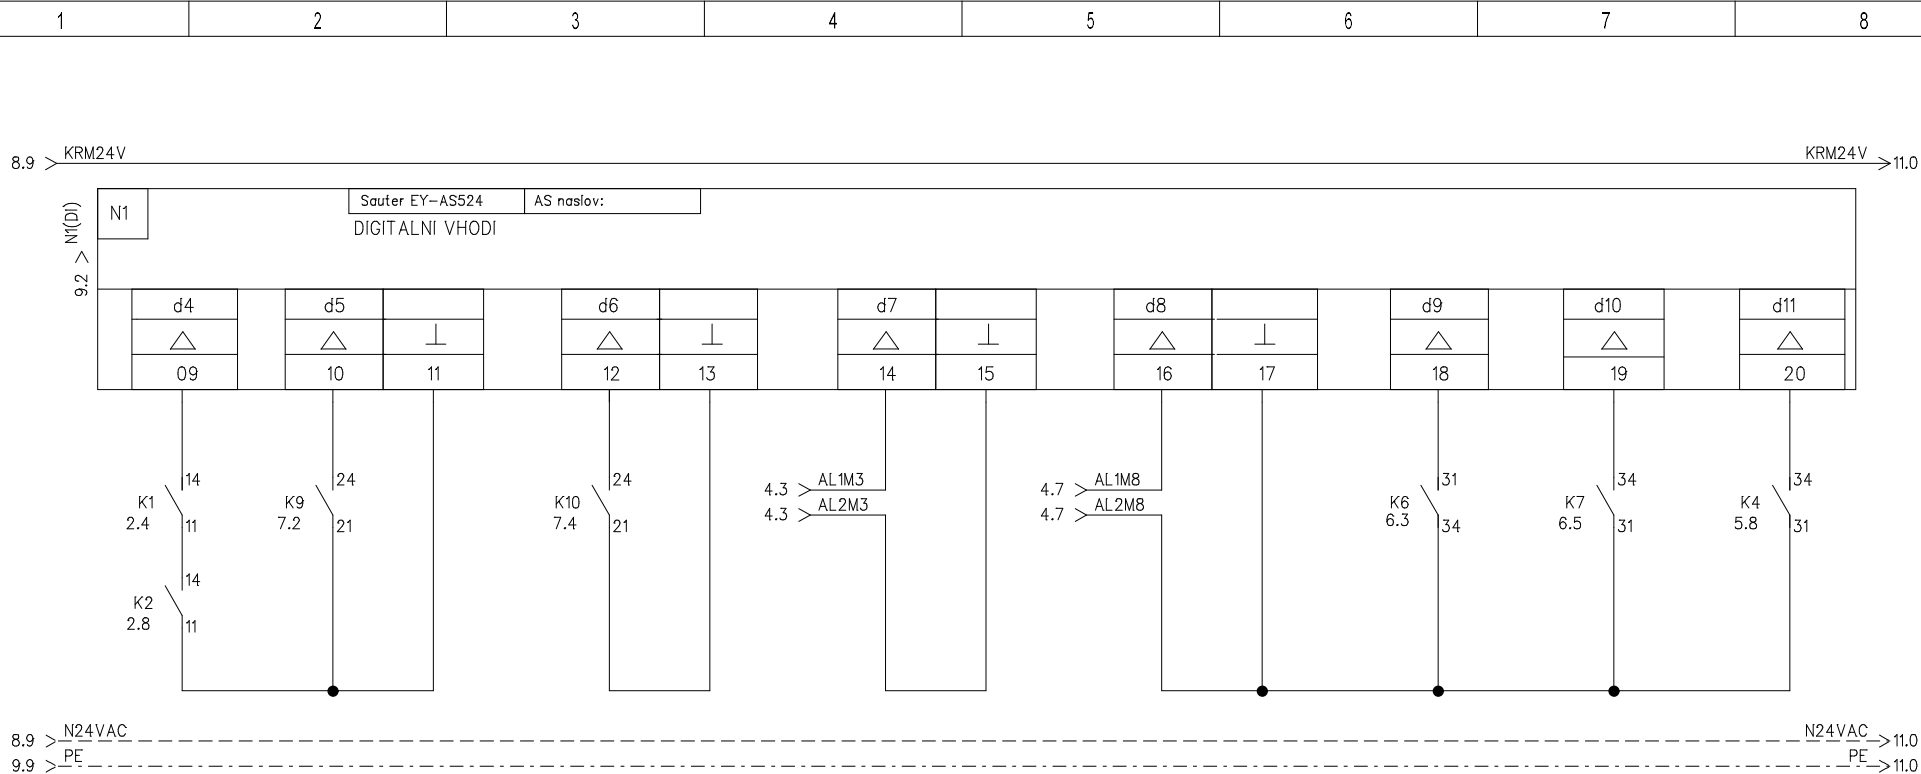 1 2 3 4 5 6 7 8
KRM24V KRM24V
8.9 11.0
N1(DI)
9.2
N1
Sauter EY-AS524 AS naslov:
DIGITALNI VHODI
d4 d5 d6 d7 d8 d9 d10 d11
09 10 11 12 13 14 15 16 17 18 19 20
14 24 24 AL1M3 AL1M8 31 34 34
4.3 4.7
K1 K9 K10 AL2M3 AL2M8 K6 K7 K4
2.4 7.2 7.4 4.3 4.7 6.3 6.5 5.8
11 21 21 34 31 31
14
K2
2.8 11
N24VAC N24VAC
8.9 11.0
PE PE
9.9 11.0